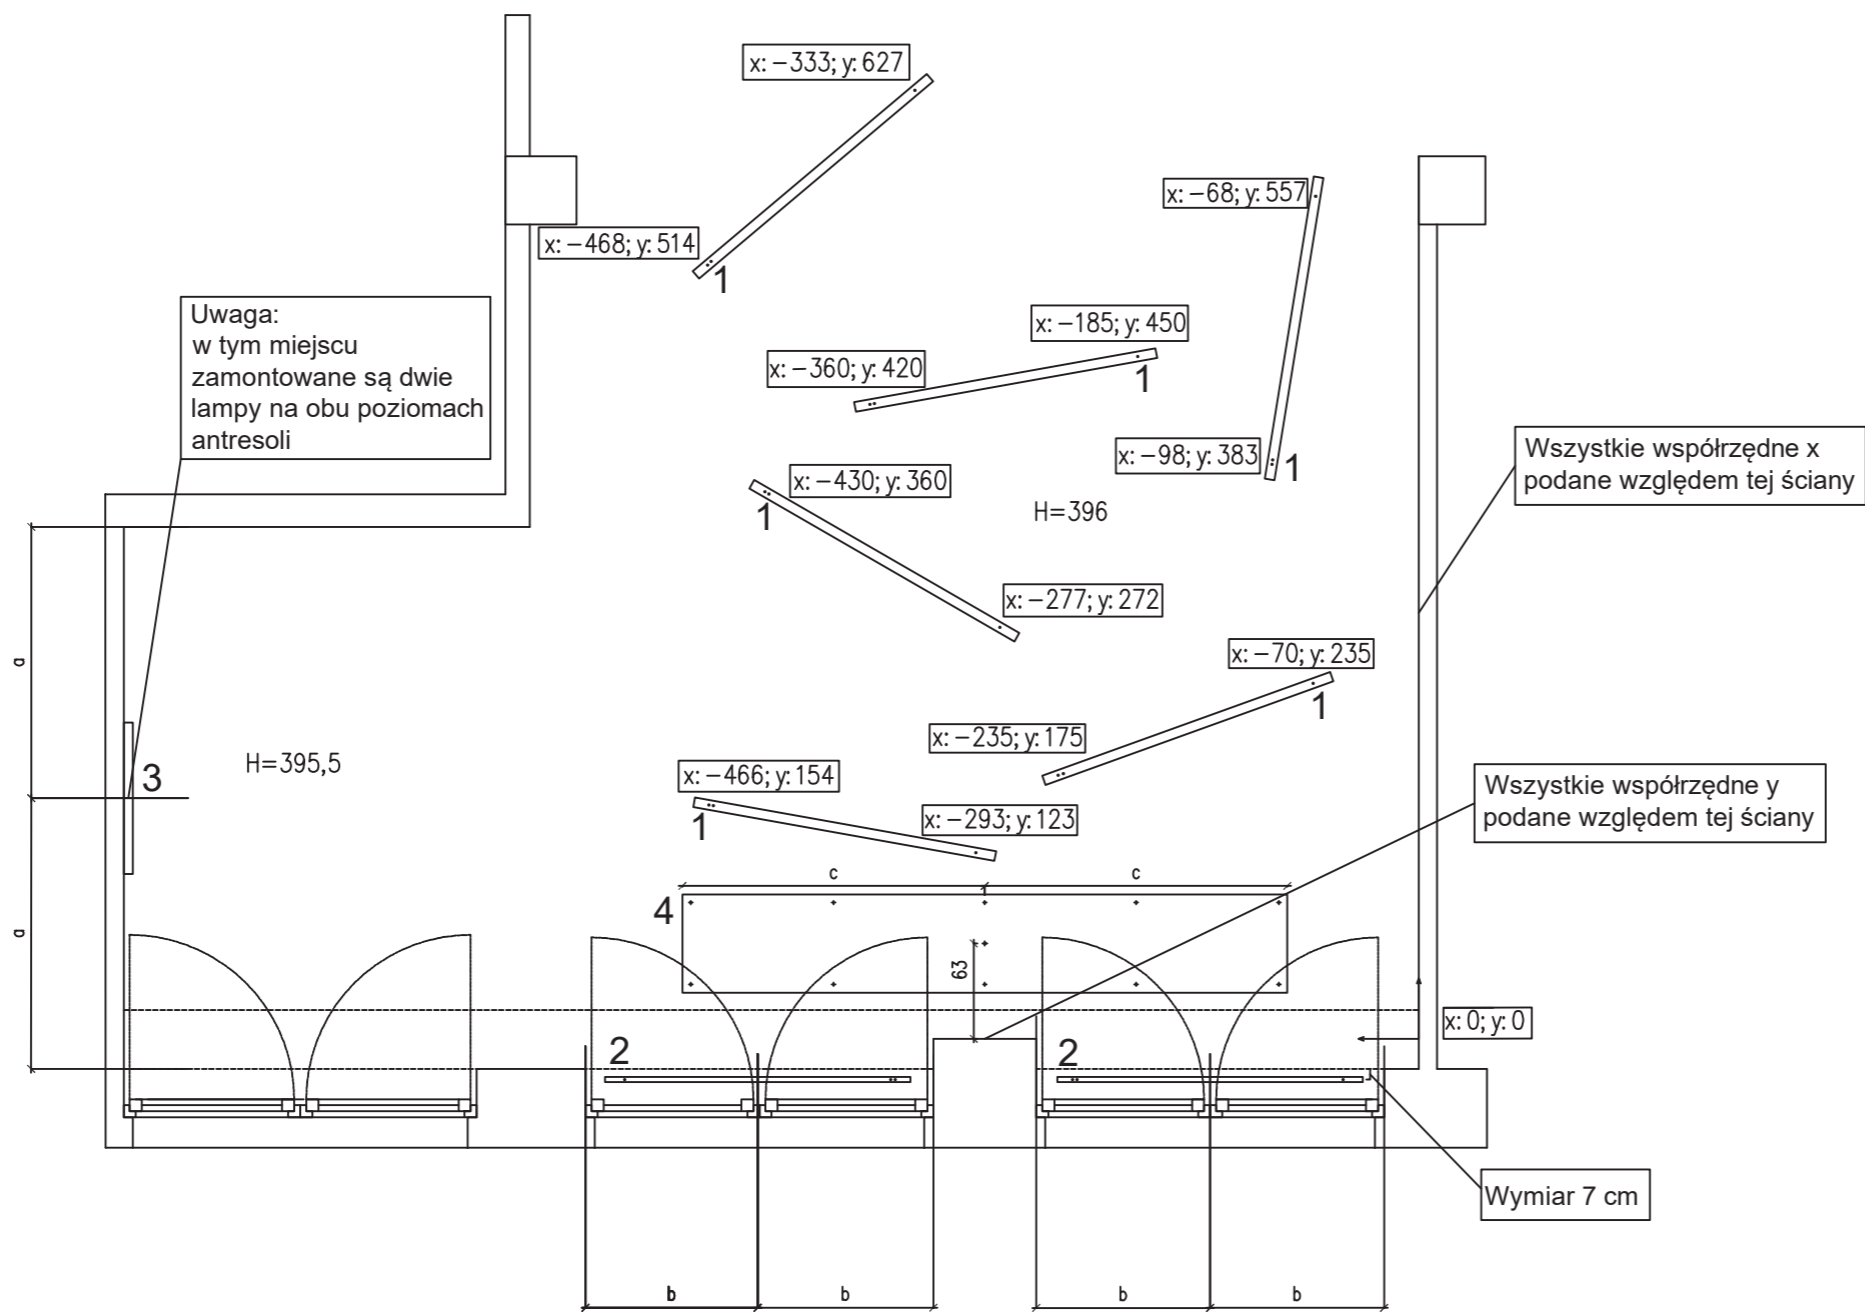 x: −333; y: 627
x: −68; y: 557
x: −468; y: 514
1
Uwaga:
w tym miejscu
zamontowane są dwie
lampy na obu poziomach
antresoli
x: −185; y: 450
x: −360; y: 420
1
x: −98; y: 383
1
Wszystkie współrzędne x
podane względem tej ściany
x: −430; y: 360
1
H=396
x: −277; y: 272
x: −70; y: 235
1
a
x: −235; y: 175
H=395,5
3
x: −466; y: 154
1
x: −293; y: 123
Wszystkie współrzędne y
podane względem tej ściany
c
c
4
a
63
x: 0; y: 0
2
2
Wymiar 7 cm
b
b
b
b